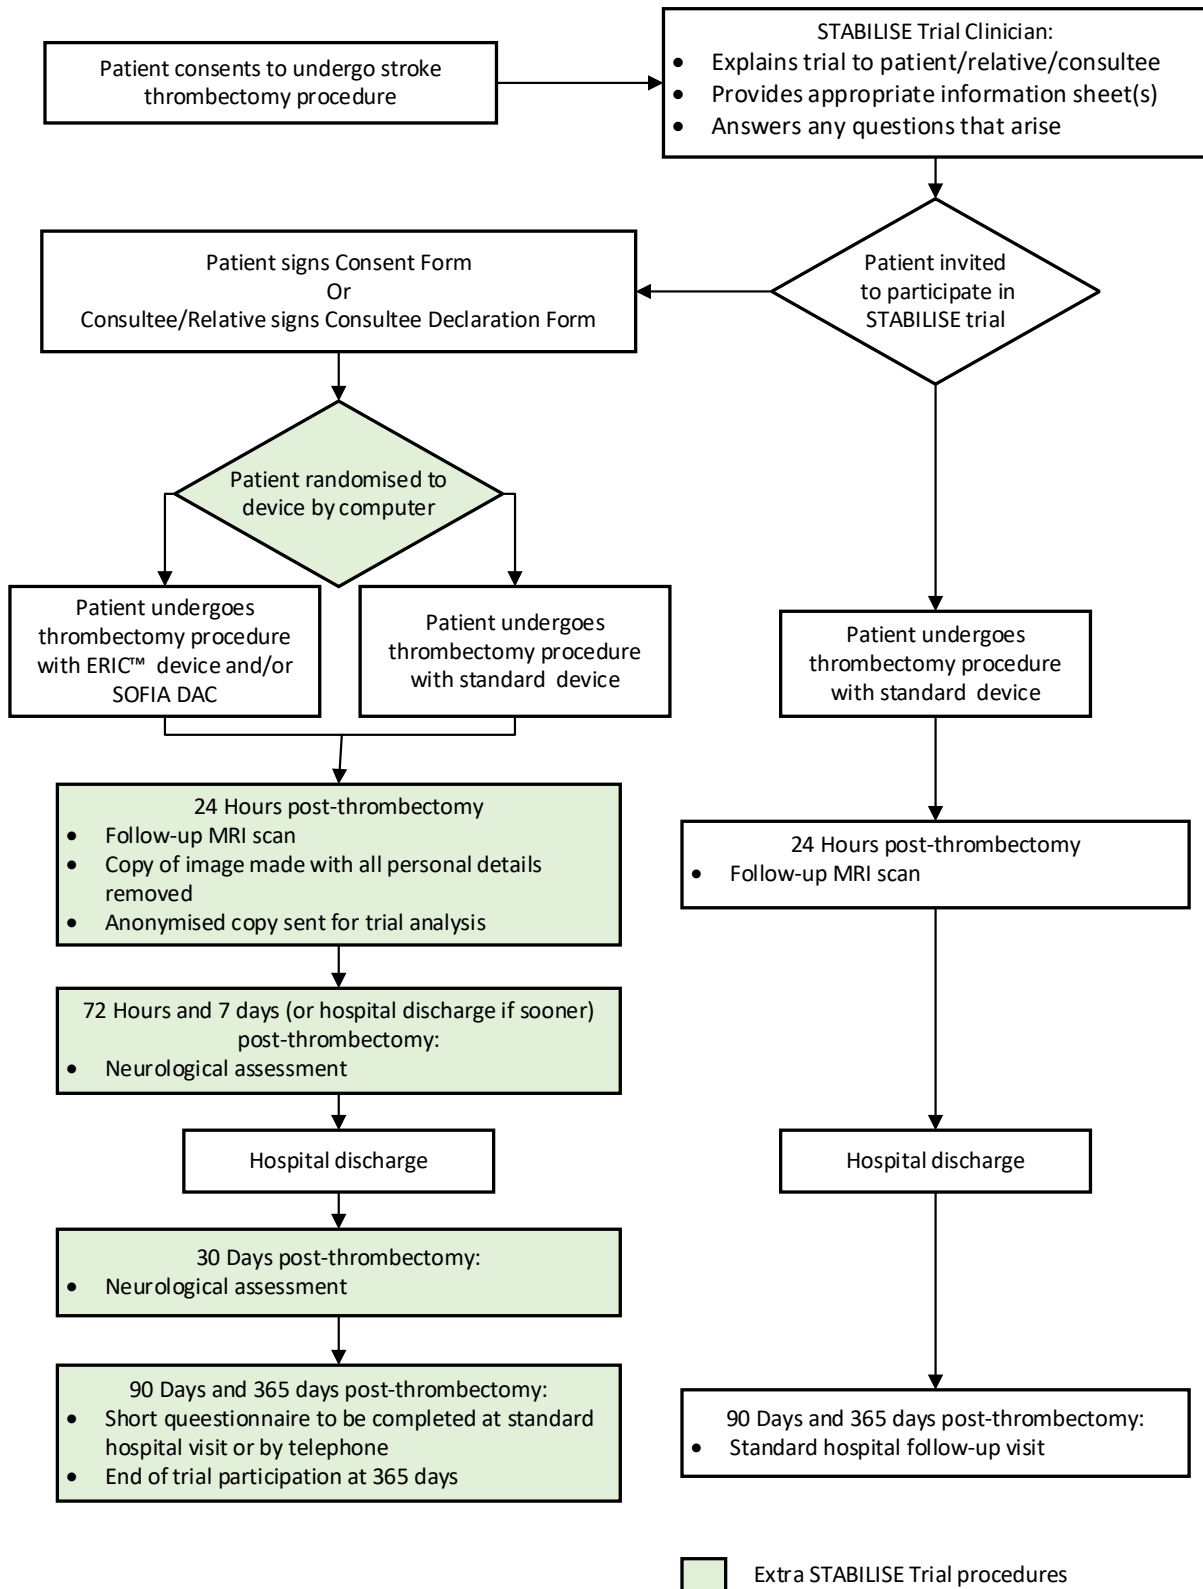 Patient consents to undergo stroke
thrombectomy procedure
STABILISE Trial Clinician:
• Explains trial to patient/relative/consultee
• Provides appropriate information sheet(s)
• Answers any questions that arise
Patient invited
to participate in
STABILISE trial
Patient signs Consent Form
Or
Consultee/Relative signs Consultee Declaration Form
Patient randomised to
device by computer
Patient undergoes
thrombectomy procedure
with ERIC™ device and/or
SOFIA DAC
Patient undergoes
thrombectomy procedure
with standard device
Patient undergoes
thrombectomy procedure
with standard device
24 Hours post-thrombectomy
• Follow-up MRI scan
• Copy of image made with all personal details
removed
• Anonymised copy sent for trial analysis
24 Hours post-thrombectomy
• Follow-up MRI scan
72 Hours and 7 days (or hospital discharge if sooner)
post-thrombectomy:
• Neurological assessment
Hospital discharge
Hospital discharge
30 Days post-thrombectomy:
• Neurological assessment
90 Days and 365 days post-thrombectomy:
• Short queestionnaire to be completed at standard
hospital visit or by telephone
• End of trial participation at 365 days
90 Days and 365 days post-thrombectomy:
• Standard hospital follow-up visit
Extra STABILISE Trial procedures